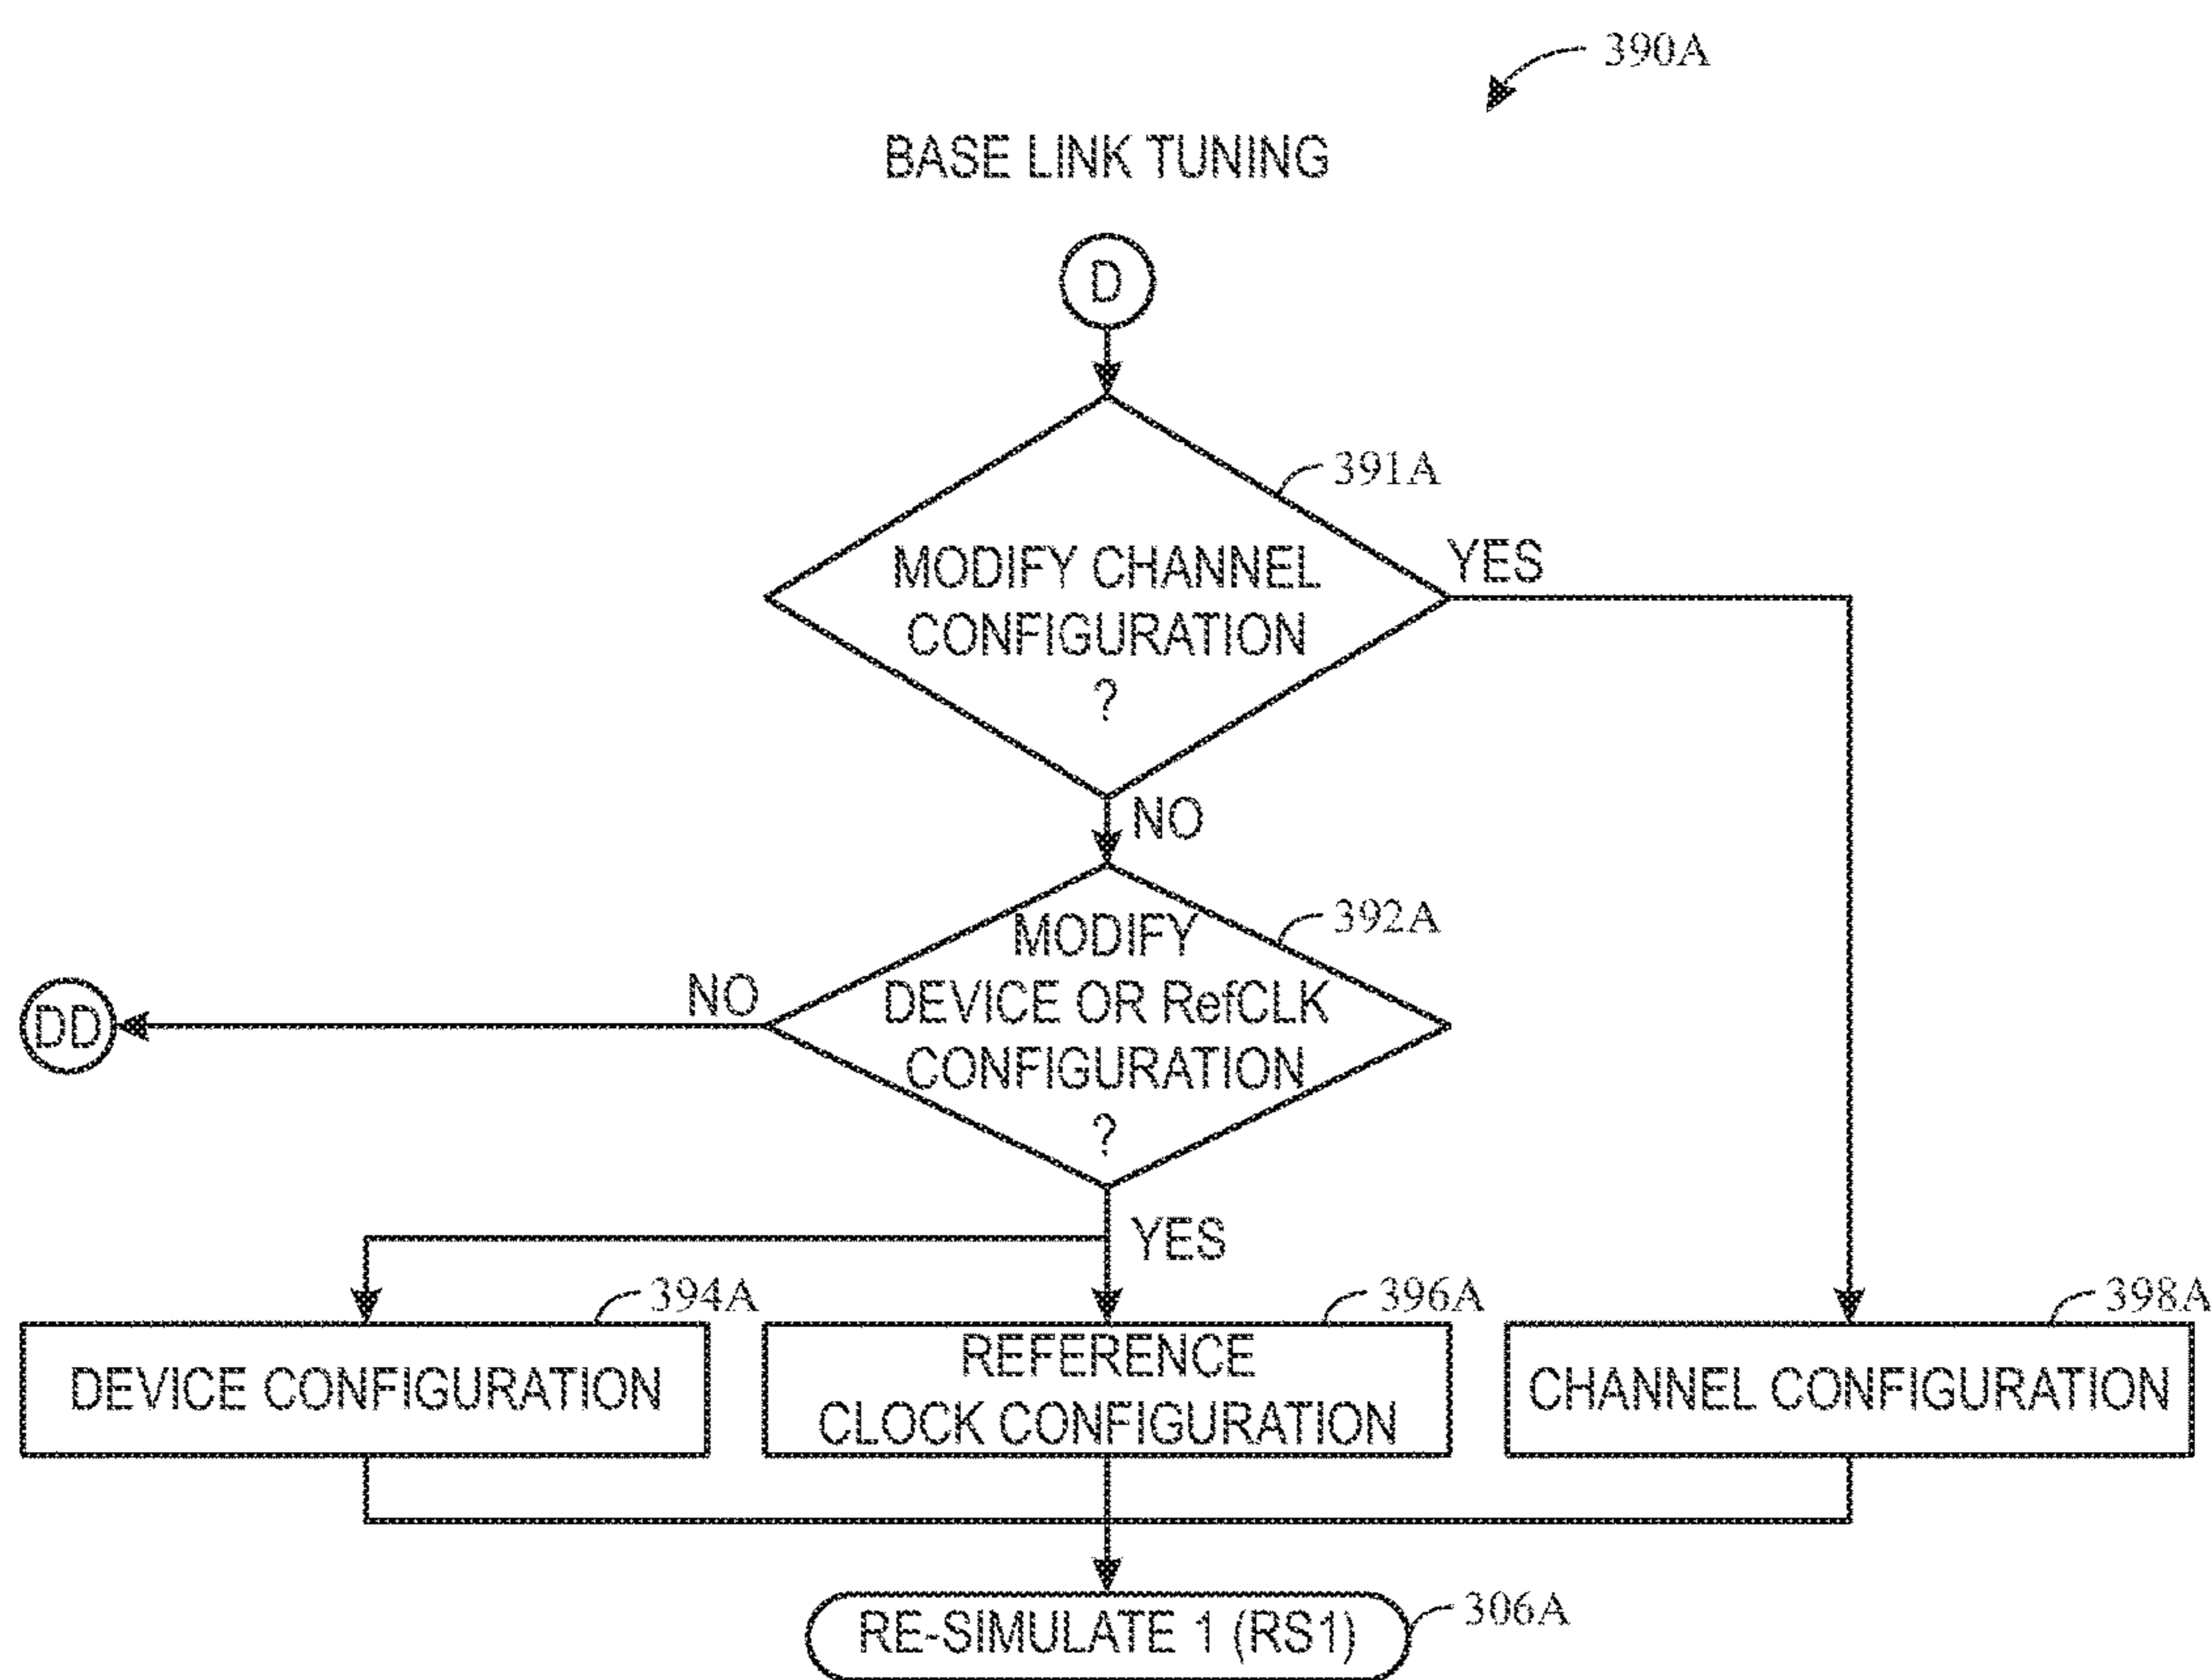 390A
BASE LINK TUNING
D
391A
MODIFY CHANNEL
CONFIGURATION
?
YES
NO
392A
MODIFY
DEVICE OR RefCLK
CONFIGURATION
?
NO
DD
YES
394A
DEVICE CONFIGURATION
396A
REFERENCE
CLOCK CONFIGURATION
398A
CHANNEL CONFIGURATION
RE-SIMULATE 1 (RS1)
306A